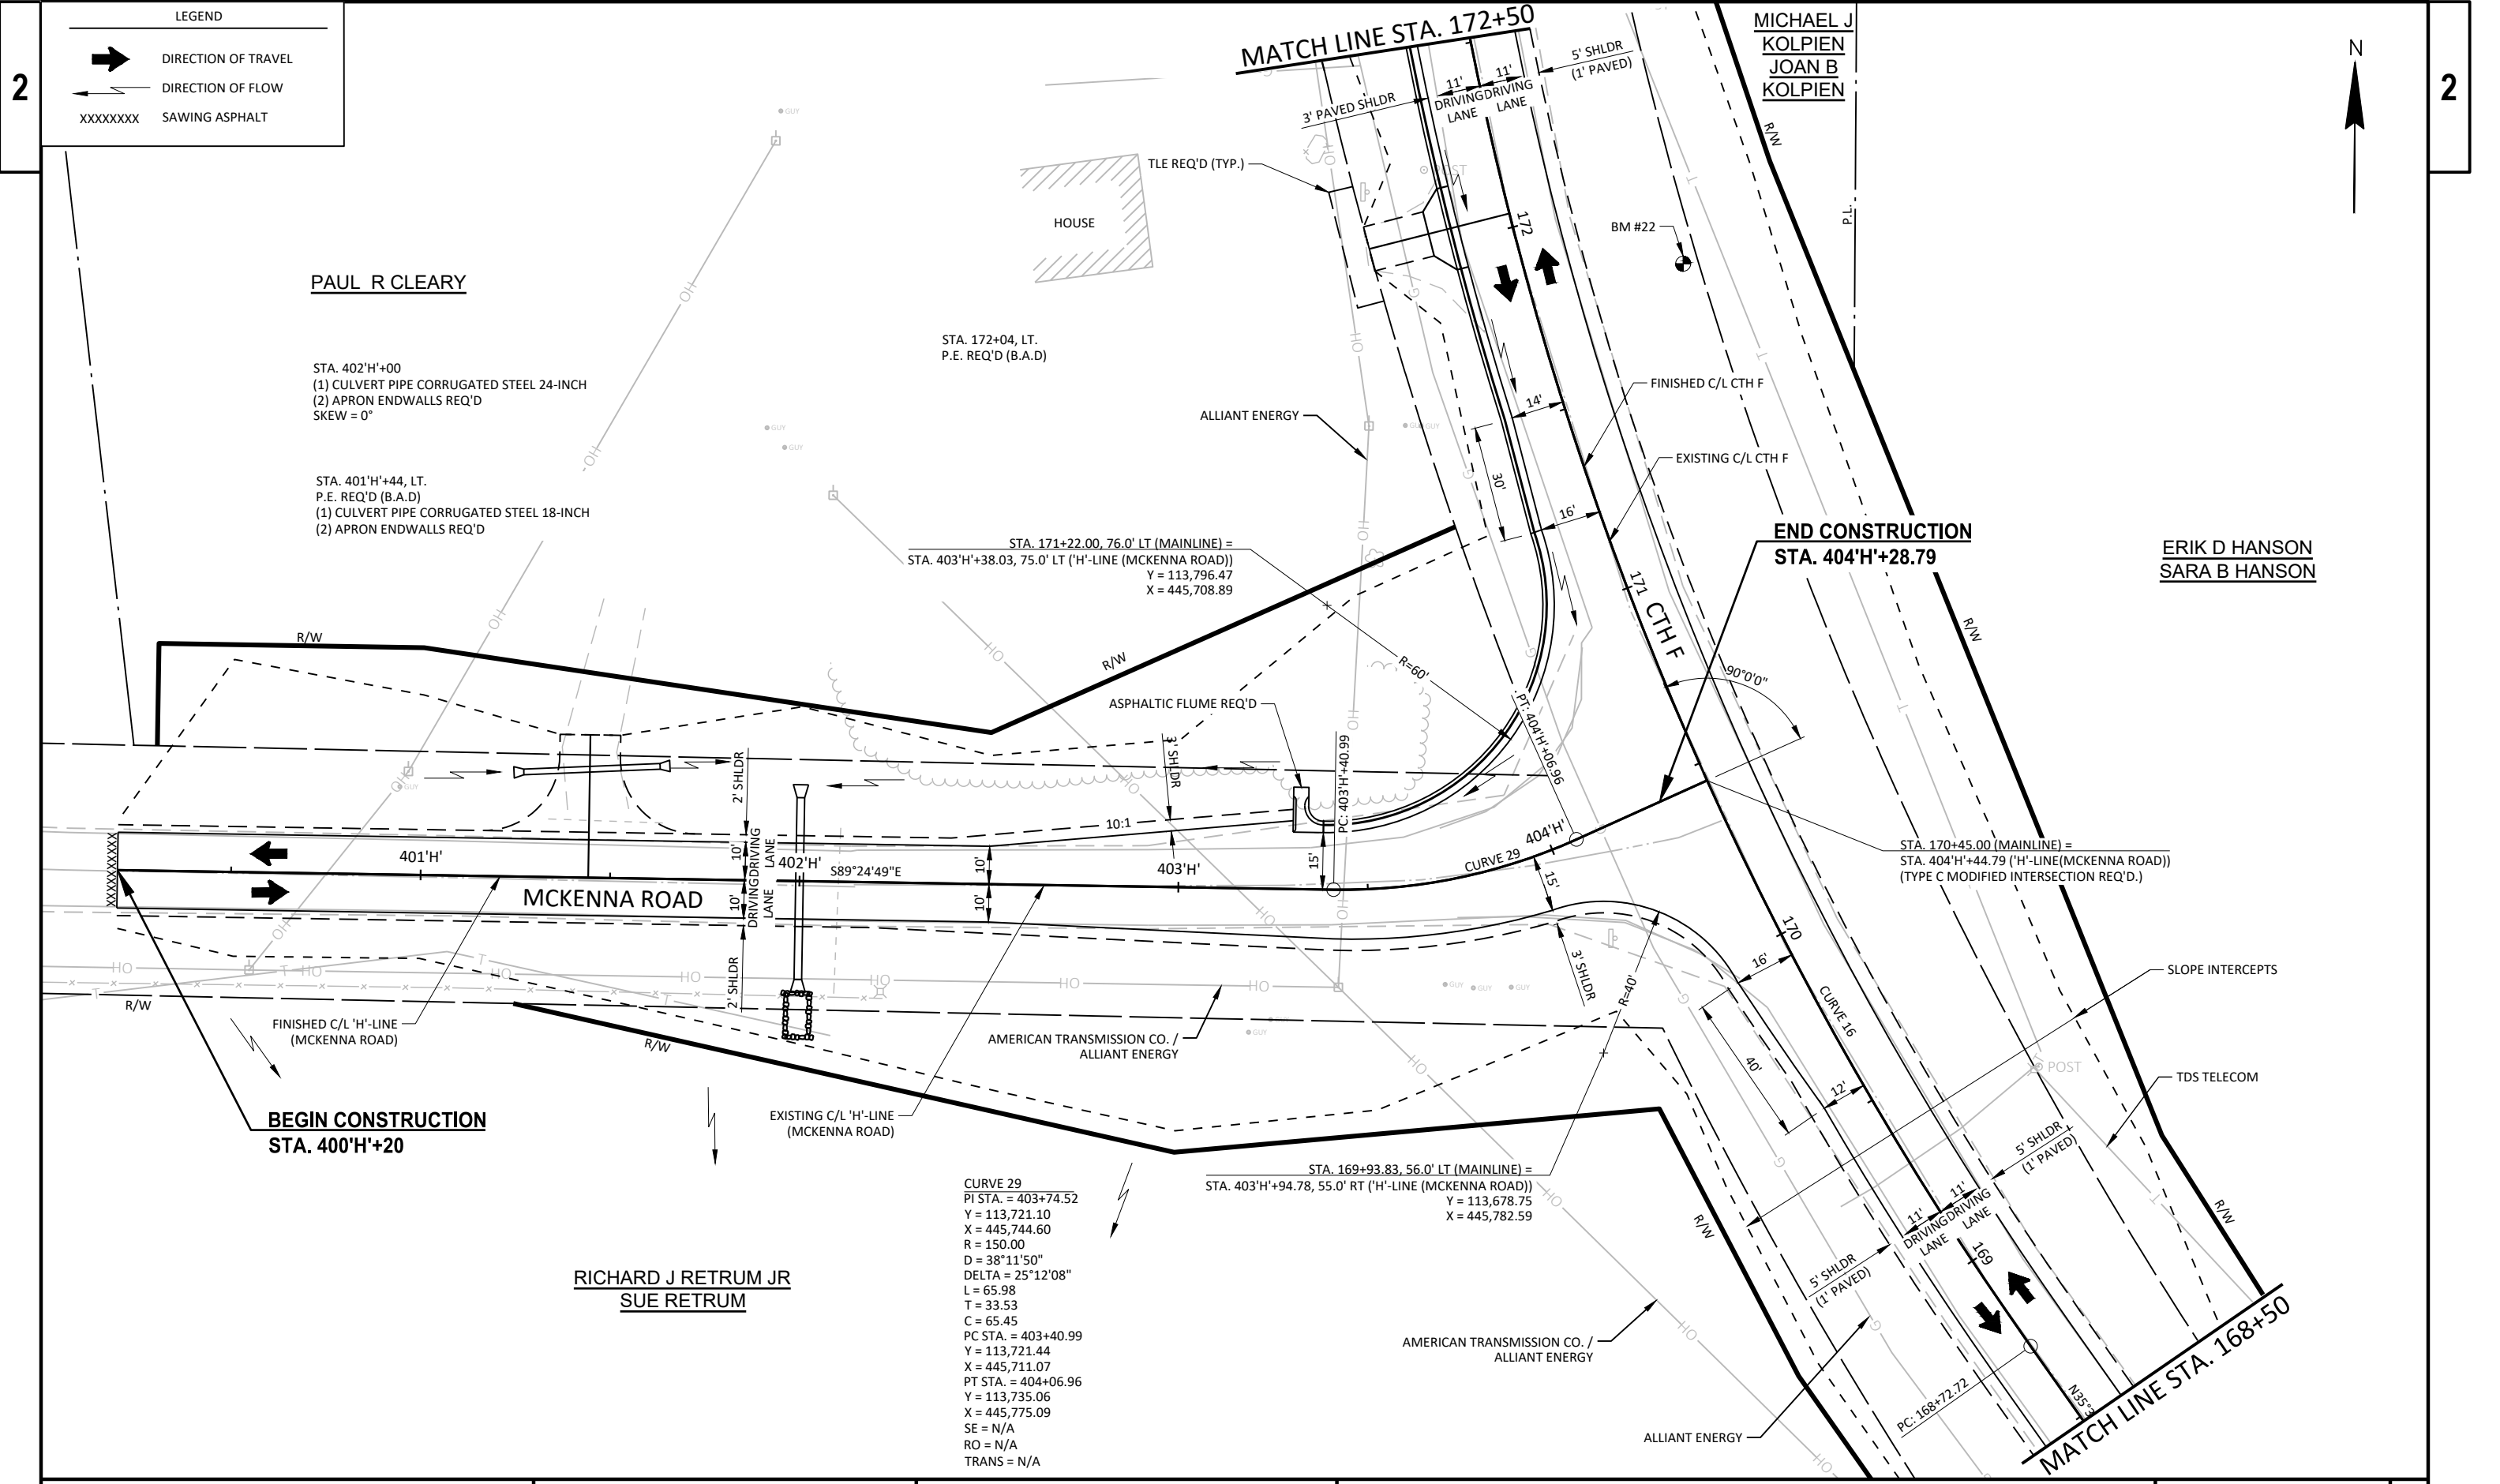 LEGEND
DIRECTION OF TRAVEL
DIRECTION OF FLOW
XXXXXXXX SAWING ASPHALT
2
2
N
MATCH LINE STA. 172+50
MICHAEL J
KOLPIEN
JOAN B
KOLPIEN
5' SHLDR
(1' PAVED)
11'
11'
DRIVING
LANE
DRIVING
LANE
3' PAVED SHLDR
R/W
P.L.
TLE REQ'D (TYP.)
HOUSE
POST
172
BM #22
GUY
OH
PAUL R CLEARY
STA. 402'H'+00
(1) CULVERT PIPE CORRUGATED STEEL 24-INCH
(2) APRON ENDWALLS REQ'D
SKEW = 0°
STA. 172+04, LT.
P.E. REQ'D (B.A.D)
STA. 401'H'+44, LT.
P.E. REQ'D (B.A.D)
(1) CULVERT PIPE CORRUGATED STEEL 18-INCH
(2) APRON ENDWALLS REQ'D
ALLIANT ENERGY
GUY
GUY
GUY
GUY
14'
30'
16'
FINISHED C/L CTH F
EXISTING C/L CTH F
STA. 171+22.00, 76.0' LT (MAINLINE) =
STA. 403'H'+38.03, 75.0' LT ('H'-LINE (MCKENNA ROAD))
Y = 113,796.47
X = 445,708.89
END CONSTRUCTION
STA. 404'H'+28.79
ERIK D HANSON
SARA B HANSON
171
CTH F
R/W
R/W
R/W
R=60'
90°0'0"
ASPHALTIC FLUME REQ'D
PT: 404'H'+06.96
PC: 403'H'+40.99
3' SHLDR
2' SHLDR
GUY
10:1
XXXXXXXX
401'H'
10'
DRIVING
LANE
402'H'
S89°24'49"E
10'
403'H'
15'
CURVE 29
404'H'
STA. 170+45.00 (MAINLINE) =
STA. 404'H'+44.79 ('H'-LINE(MCKENNA ROAD))
(TYPE C MODIFIED INTERSECTION REQ'D.)
MCKENNA ROAD
10'
DRIVING
LANE
10'
15'
170
16'
2' SHLDR
3' SHLDR
R=40'
SLOPE INTERCEPTS
CURVE 16
R/W
FINISHED C/L 'H'-LINE
(MCKENNA ROAD)
R/W
AMERICAN TRANSMISSION CO. /
ALLIANT ENERGY
GUY
GUY
GUY
GUY
GUY
40'
12'
POST
TDS TELECOM
BEGIN CONSTRUCTION
STA. 400'H'+20
EXISTING C/L 'H'-LINE
(MCKENNA ROAD)
STA. 169+93.83, 56.0' LT (MAINLINE) =
STA. 403'H'+94.78, 55.0' RT ('H'-LINE (MCKENNA ROAD))
Y = 113,678.75
X = 445,782.59
5' SHLDR
(1' PAVED)
11'
11'
DRIVING
LANE
DRIVING
LANE
R/W
R/W
CURVE 29
PI STA. = 403+74.52
Y = 113,721.10
X = 445,744.60
R = 150.00
D = 38°11'50"
DELTA = 25°12'08"
L = 65.98
T = 33.53
C = 65.45
PC STA. = 403+40.99
Y = 113,721.44
X = 445,711.07
PT STA. = 404+06.96
Y = 113,735.06
X = 445,775.09
SE = N/A
RO = N/A
TRANS = N/A
RICHARD J RETRUM JR
SUE RETRUM
169
5' SHLDR
(1' PAVED)
AMERICAN TRANSMISSION CO. /
ALLIANT ENERGY
PC: 168+72.72
ALLIANT ENERGY
MATCH LINE STA. 168+50